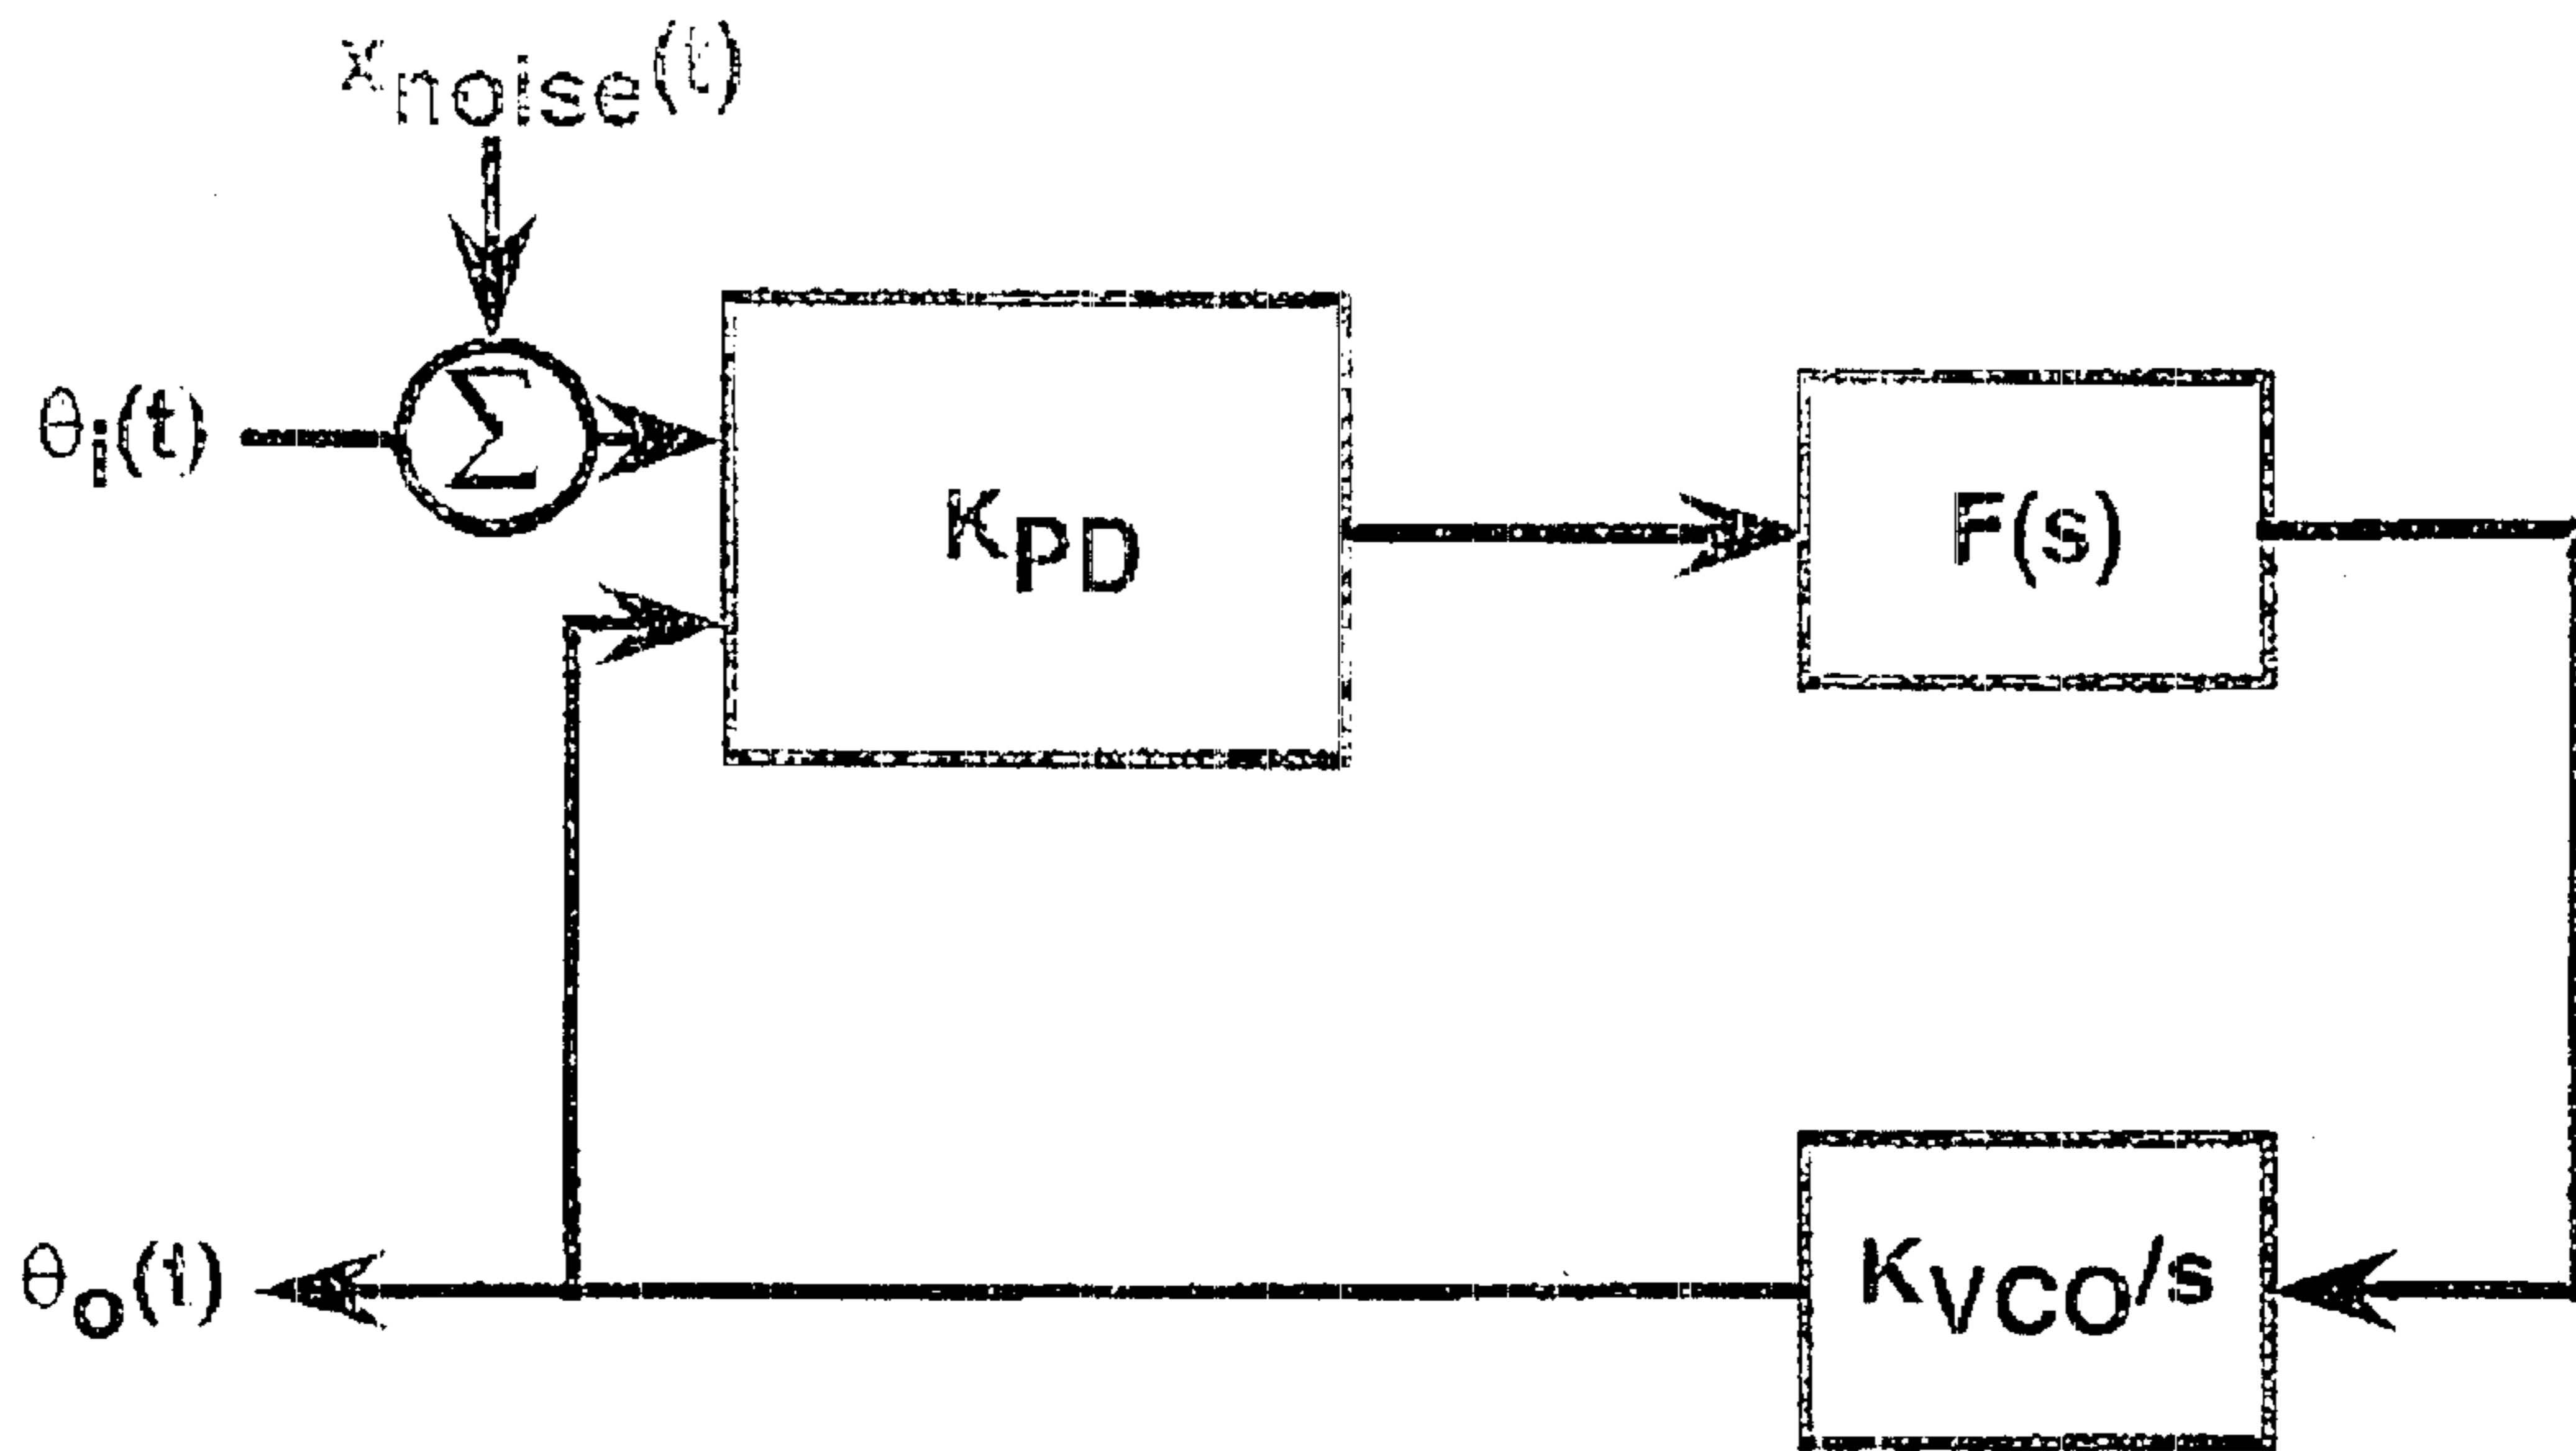 x_noise(t)
θ_i(t)
Σ
K_PD
F(s)
θ_o(t)
K_VCO/s